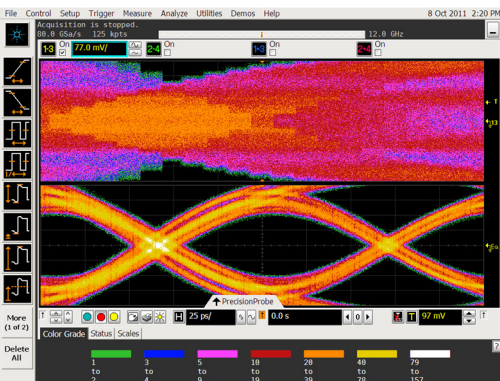 File Control Setup Trigger Measure Analyze Utilities Demos Help 8 Oct 2011 2:20 PM
Acquisition is stopped.
80.0 GSa/s 125 kpts 12.0 GHz
1-3 On 77.0 mV/ 2-4 On 1-3 On 2-4 On
T
13
Eq
PrecisionProbe
H 25 ps/ 0.0 s T 97 mV
More
(1 of 2)
Delete
All
Color Grade Status Scales
1 3 5 10 20 40 79
to to to to to to to
2 4 9 19 39 78 157